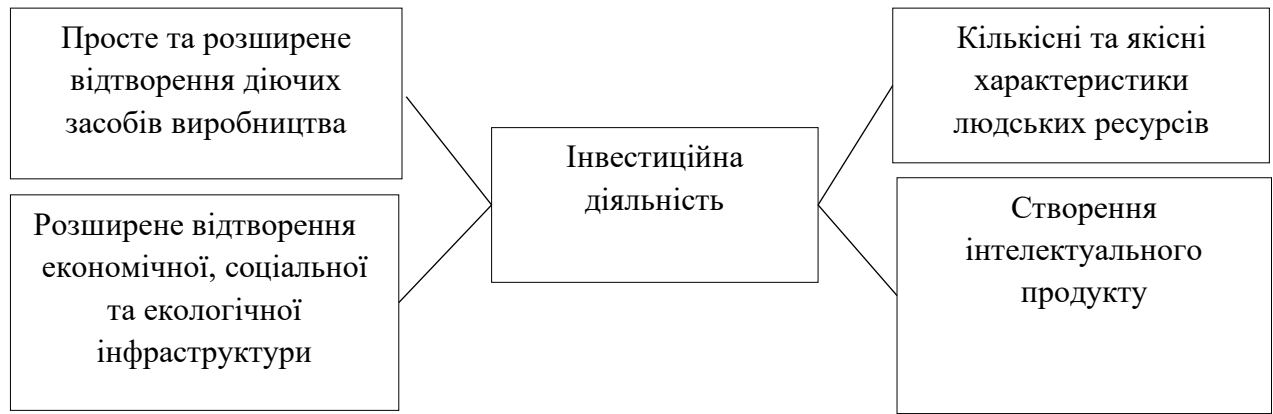 Просте та розширене
відтворення діючих
засобів виробництва
Розширене відтворення
економічної, соціальної
та екологічної
інфраструктури
Інвестиційна
діяльність
Кількісні та якісні
характеристики
людських ресурсів
Створення
інтелектуального
продукту